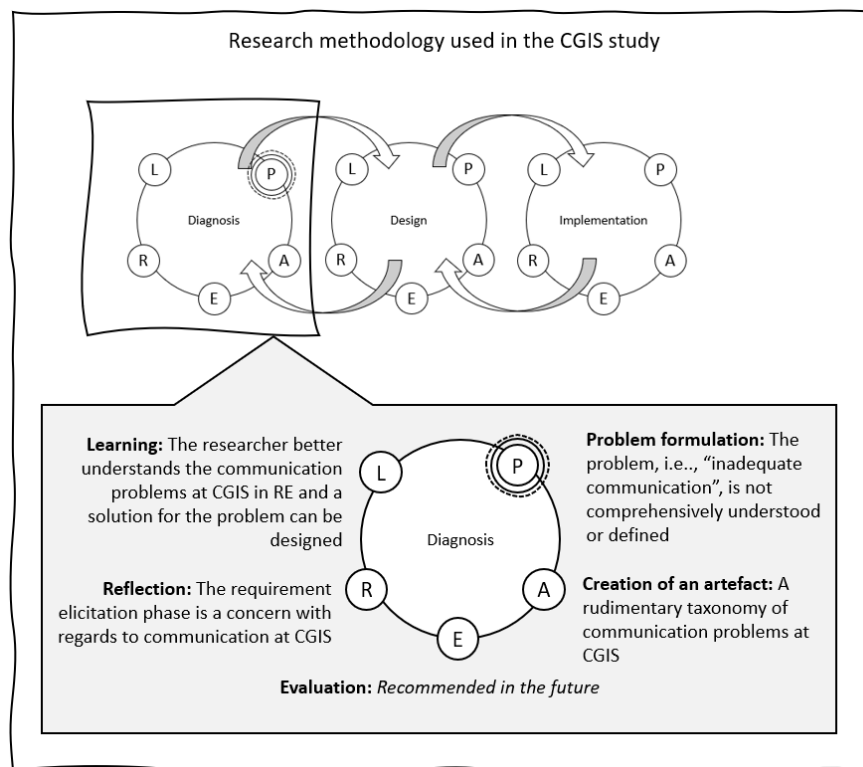 Research methodology used in the CGIS study
L
P
Diagnosis
R
A
E
L
P
Design
R
A
E
L
P
Implementation
R
A
E
Learning: The researcher better
understands the communication
problems at CGIS in RE and a
solution for the problem can be
designed
Reflection: The requirement
elicitation phase is a concern with
regards to communication at CGIS
L
P
Diagnosis
R
A
E
Problem formulation: The
problem, i.e.., “inadequate
communication”, is not
comprehensively understood
or defined
Creation of an artefact: A
rudimentary taxonomy of
communication problems at
CGIS
Evaluation: Recommended in the future